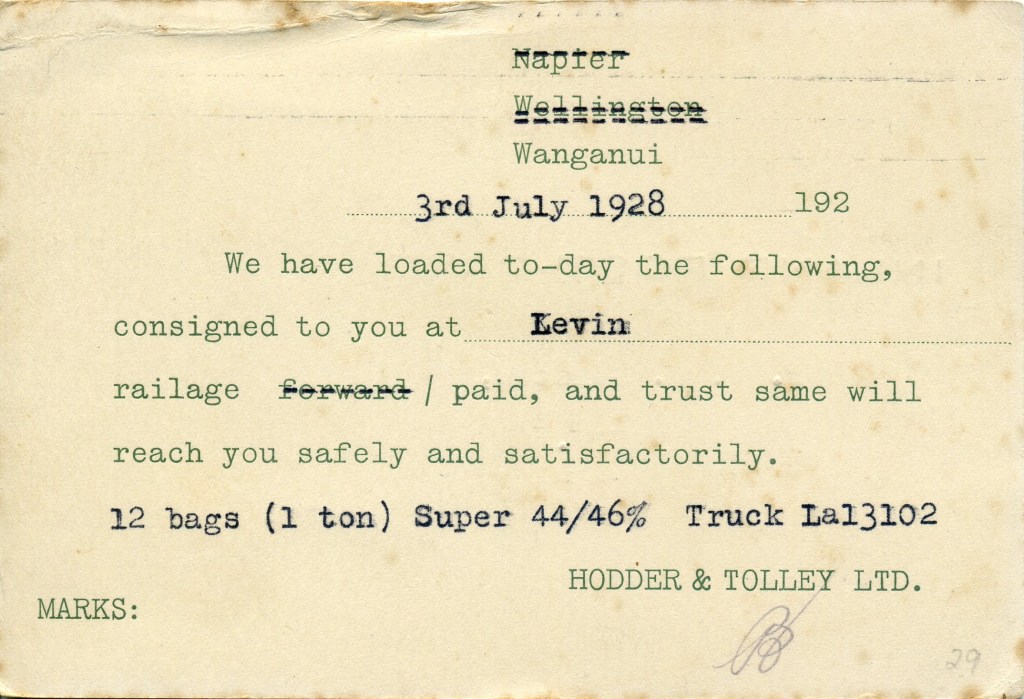 Napier
Wellington
Wanganui
3rd July 1928 192
We have loaded to-day the following,
consigned to you at Levin
railage forward / paid, and trust same will
reach you safely and satisfactorily.
12 bags (1 ton) Super 44/46% Truck La13102
HODDER & TOLLEY LTD.
MARKS:
29